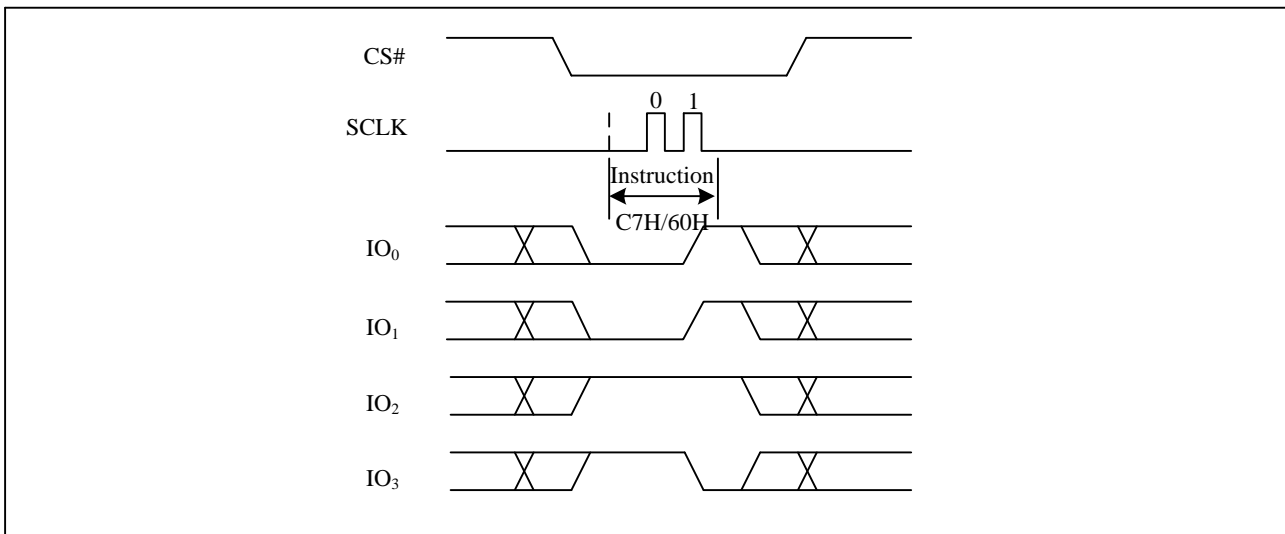 CS#
0 1
SCLK
Instruction
C7H/60H
IO0
IO1
IO2
IO3